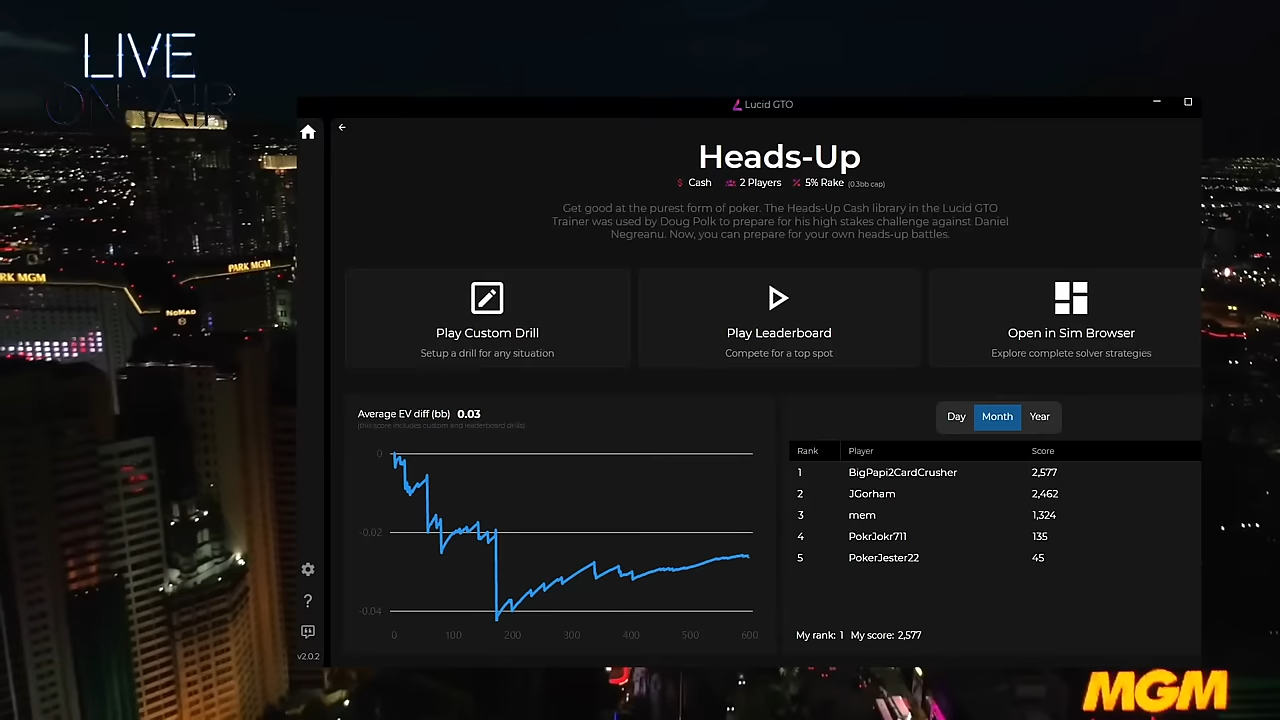 LIVE
ON AIR
Lucid GTO
Heads-Up
Cash 2 Players 5% Rake (0.3bb cap)
Get good at the purest form of poker. The Heads-Up Cash library in the Lucid GTO
Trainer was used by Doug Polk to prepare for his high stakes challenge against Daniel
Negreanu. Now, you can prepare for your own heads-up battles.
PARK MGM
RK MGM
NoMAD
Play Custom Drill
Setup a drill for any situation
Play Leaderboard
Compete for a top spot
Open in Sim Browser
Explore complete solver strategies
Average EV diff (bb) 0.03
(this score includes custom and leaderboard drills)
0
-0.02
-0.04
0 100 200 300 400 500 600
Day Month Year
Rank Player Score
1 BigPapi2CardCrusher 2,577
2 JGorham 2,462
3 mem 1,324
4 PokrJokr711 135
5 PokerJester22 45
My rank: 1 My score: 2,577
?
v2.0.2
MGM